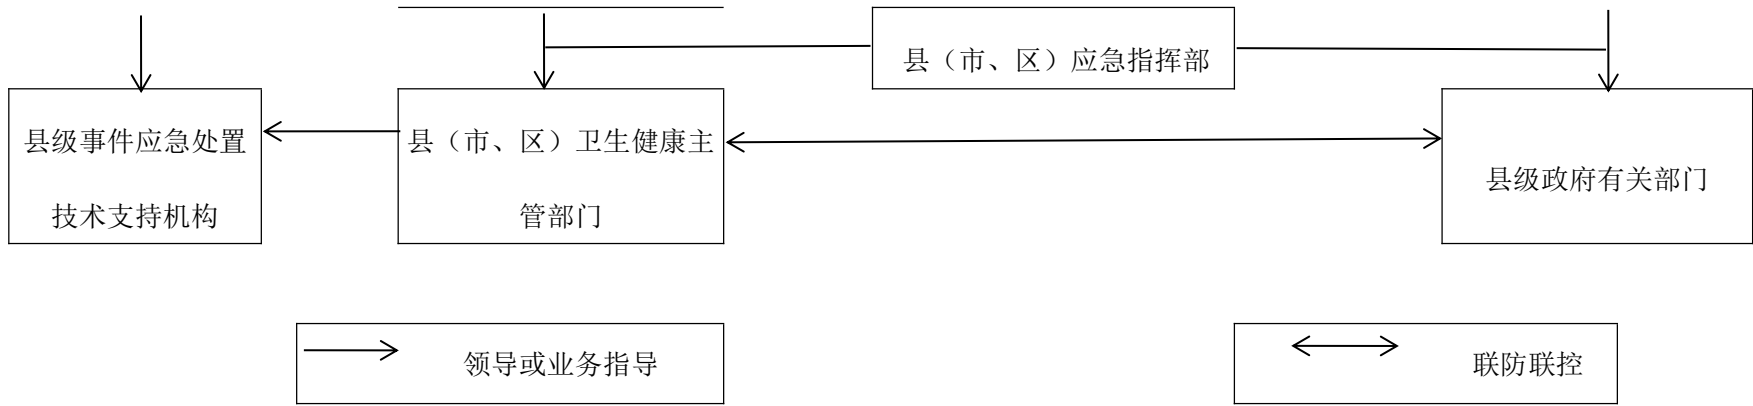 县（市、区）应急指挥部
县级事件应急处置
技术支持机构
县（市、区）卫生健康主
管部门
县级政府有关部门
领导或业务指导
联防联控